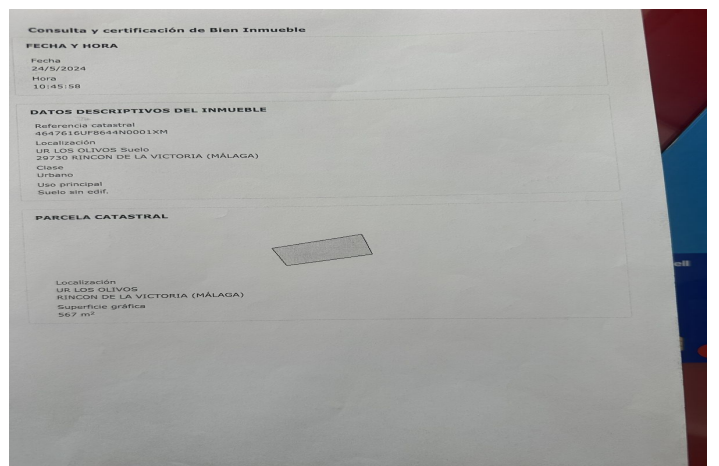 Consulta y certificación de Bien Inmueble
FECHA Y HORA
Fecha
24/5/2024
Hora
10:45:58
DATOS DESCRIPTIVOS DEL INMUEBLE
Referencia catastral
4647616UF8644N0001XM
Localización
UR LOS OLIVOS Suelo
29730 RINCON DE LA VICTORIA (MÁLAGA)
Clase
Urbano
Uso principal
Suelo sin edif.
PARCELA CATASTRAL
Localización
UR LOS OLIVOS
RINCON DE LA VICTORIA (MÁLAGA)
Superficie gráfica
567 m²
ell